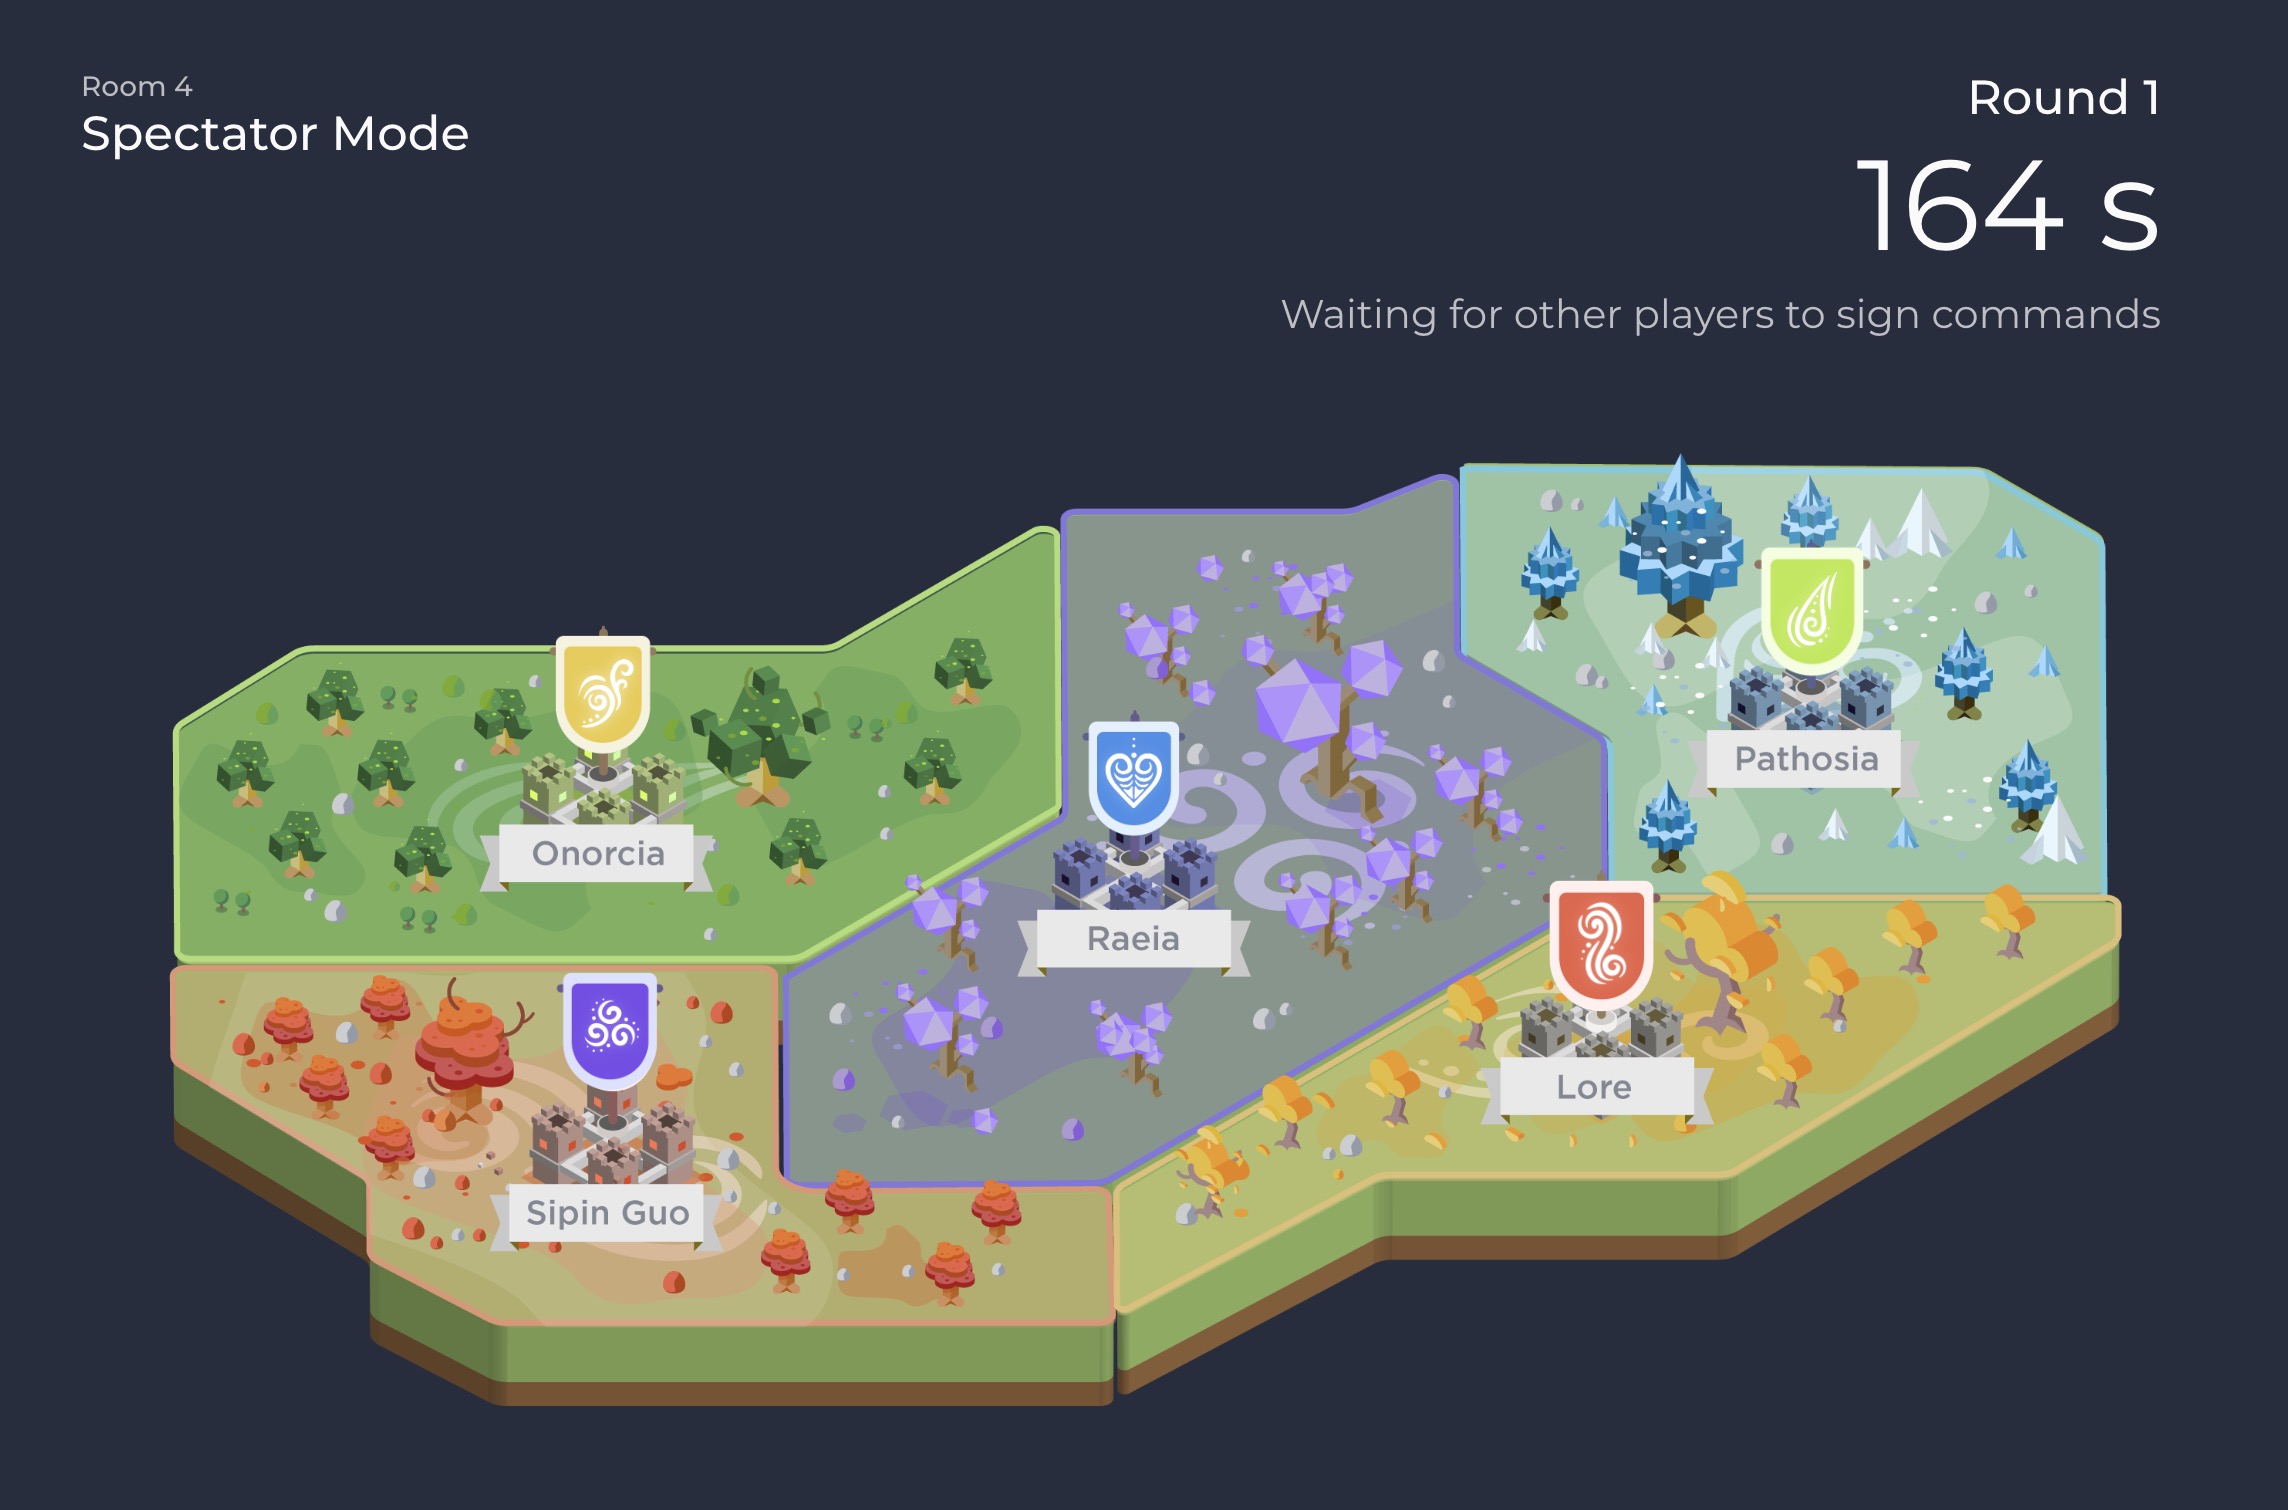 Room 4
Spectator Mode
Round 1
164 s
Waiting for other players to sign commands
Pathosia
Onorcia
Raeia
Lore
Sipin Guo